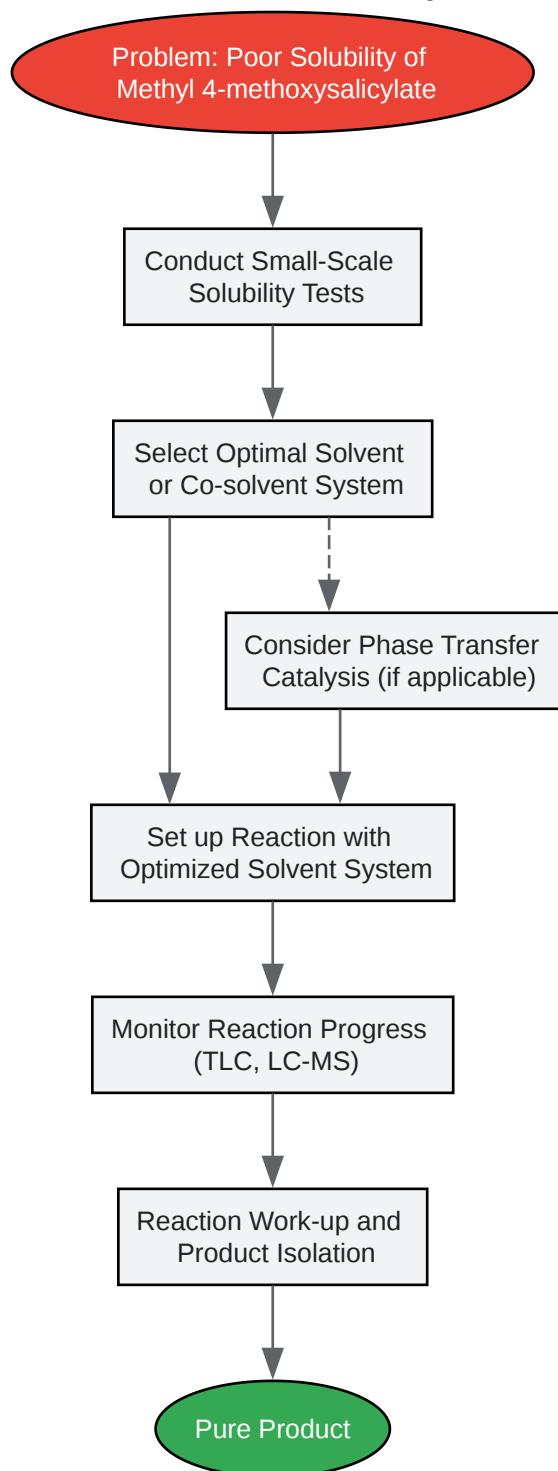 Problem: Poor Solubility of
Methyl 4-methoxysalicylate
Conduct Small-Scale
Solubility Tests
Select Optimal Solvent
or Co-solvent System
Consider Phase Transfer
Catalysis (if applicable)
Set up Reaction with
Optimized Solvent System
Monitor Reaction Progress
(TLC, LC-MS)
Reaction Work-up and
Product Isolation
Pure Product